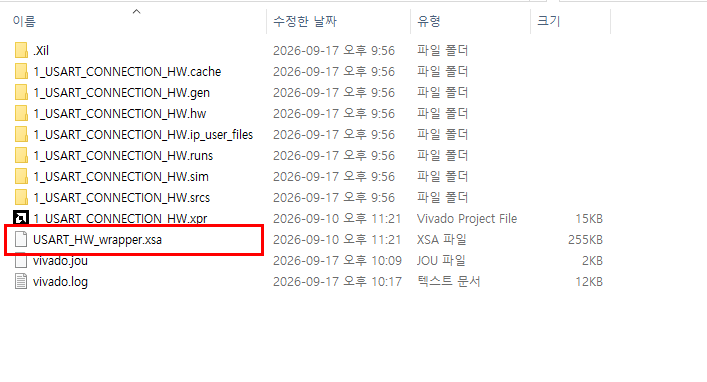 이름 수정한 날짜 유형 크기
.Xil 2026-09-17 오후 9:56 파일 폴더
1_USART_CONNECTION_HW.cache 2026-09-17 오후 9:56 파일 폴더
1_USART_CONNECTION_HW.gen 2026-09-17 오후 9:56 파일 폴더
1_USART_CONNECTION_HW.hw 2026-09-17 오후 9:56 파일 폴더
1_USART_CONNECTION_HW.ip_user_files 2026-09-17 오후 9:56 파일 폴더
1_USART_CONNECTION_HW.runs 2026-09-17 오후 9:56 파일 폴더
1_USART_CONNECTION_HW.sim 2026-09-17 오후 9:56 파일 폴더
1_USART_CONNECTION_HW.srcs 2026-09-17 오후 9:56 파일 폴더
1_USART_CONNECTION_HW.xpr 2026-09-10 오후 11:21 Vivado Project File 15KB
USART_HW_wrapper.xsa 2026-09-10 오후 11:21 XSA 파일 255KB
vivado.jou 2026-09-17 오후 10:09 JOU 파일 2KB
vivado.log 2026-09-17 오후 10:17 텍스트 문서 12KB